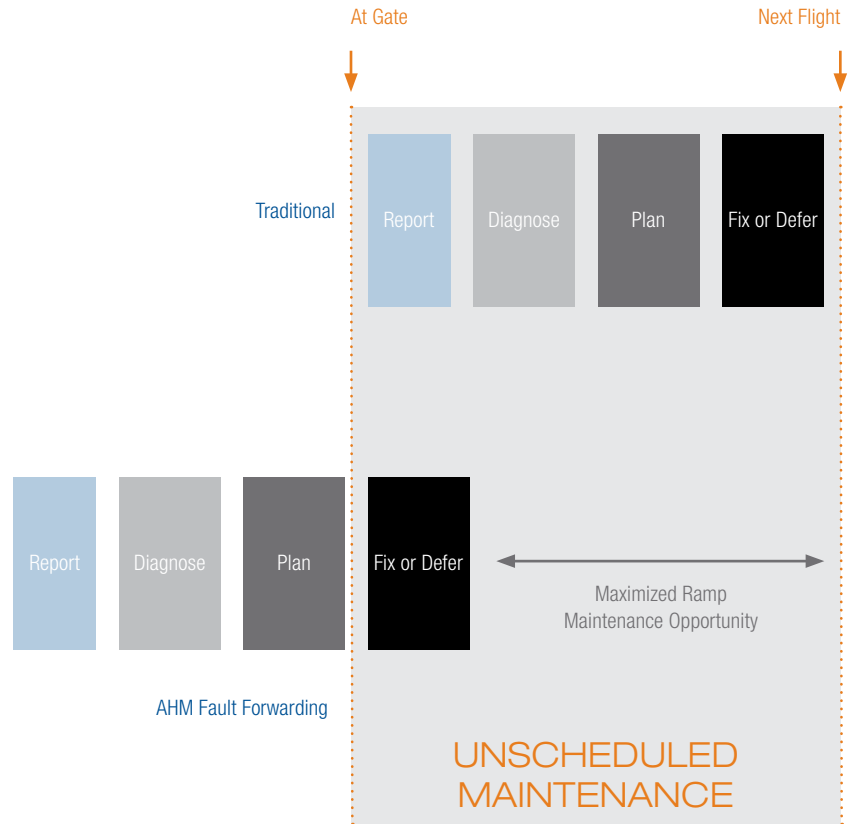 At Gate
Next Flight
Traditional
Report
Diagnose
Plan
Fix or Defer
Report
Diagnose
Plan
Fix or Defer
Maximized Ramp
Maintenance Opportunity
AHM Fault Forwarding
UNSCHEDULED
MAINTENANCE